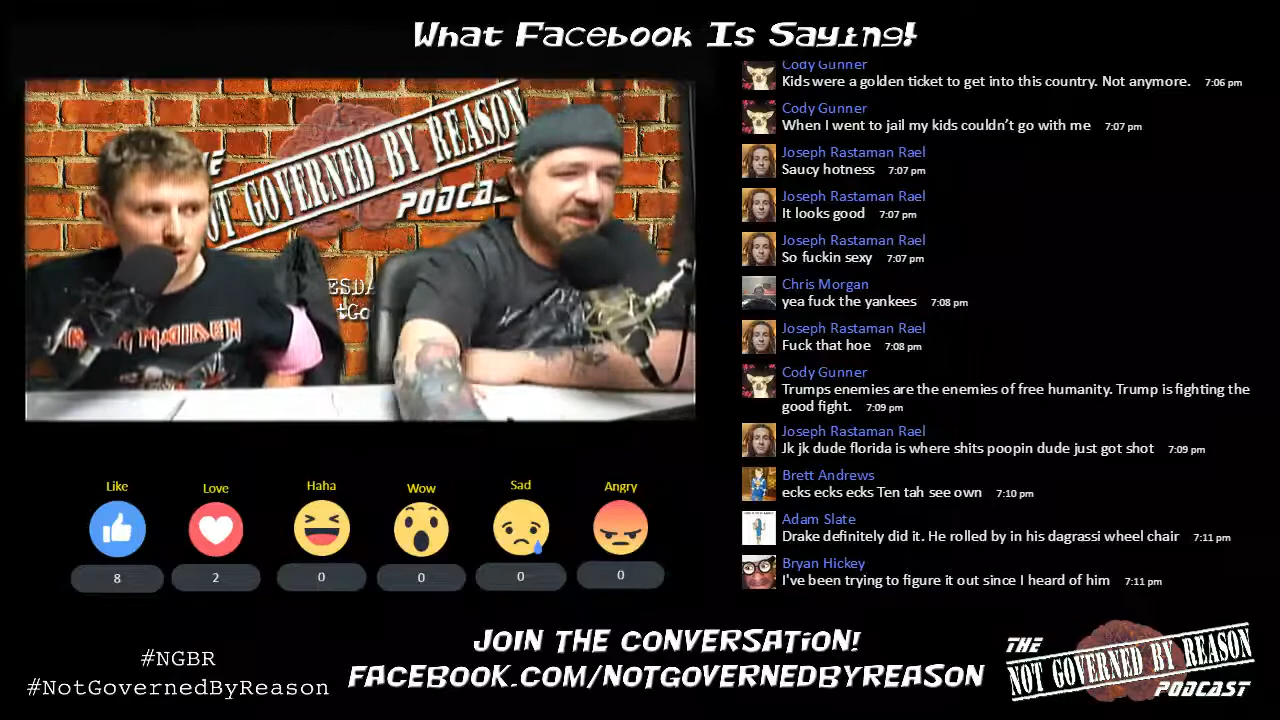 What Facebook Is Saying!
THE
NOT GOVERNED BY REASON
PODCAS
ESDA
tGo
IRON MAIDEN
Cody Gunner
Kids were a golden ticket to get into this country. Not anymore. 7:06 pm
Cody Gunner
When I went to jail my kids couldn't go with me 7:07 pm
Joseph Rastaman Rael
Saucy hotness 7:07 pm
Joseph Rastaman Rael
It looks good 7:07 pm
Joseph Rastaman Rael
So fuckin sexy 7:07 pm
Chris Morgan
yea fuck the yankees 7:08 pm
Joseph Rastaman Rael
Fuck that hoe 7:08 pm
Cody Gunner
Trumps enemies are the enemies of free humanity. Trump is fighting the
good fight. 7:09 pm
Joseph Rastaman Rael
Jk jk dude florida is where shits poopin dude just got shot 7:09 pm
Brett Andrews
ecks ecks ecks Ten tah see own 7:10 pm
Adam Slate
Drake definitely did it. He rolled by in his dagrassi wheel chair 7:11 pm
Bryan Hickey
I've been trying to figure it out since I heard of him 7:11 pm
Like Love Haha Wow Sad Angry
8 2 0 0 0 0
#NGBR
#NotGovernedByReason
JOIN THE CONVERSATION!
FACEBOOK.COM/NOTGOVERNEDBYREASON
THE
NOT GOVERNED BY REASON
PODCAST